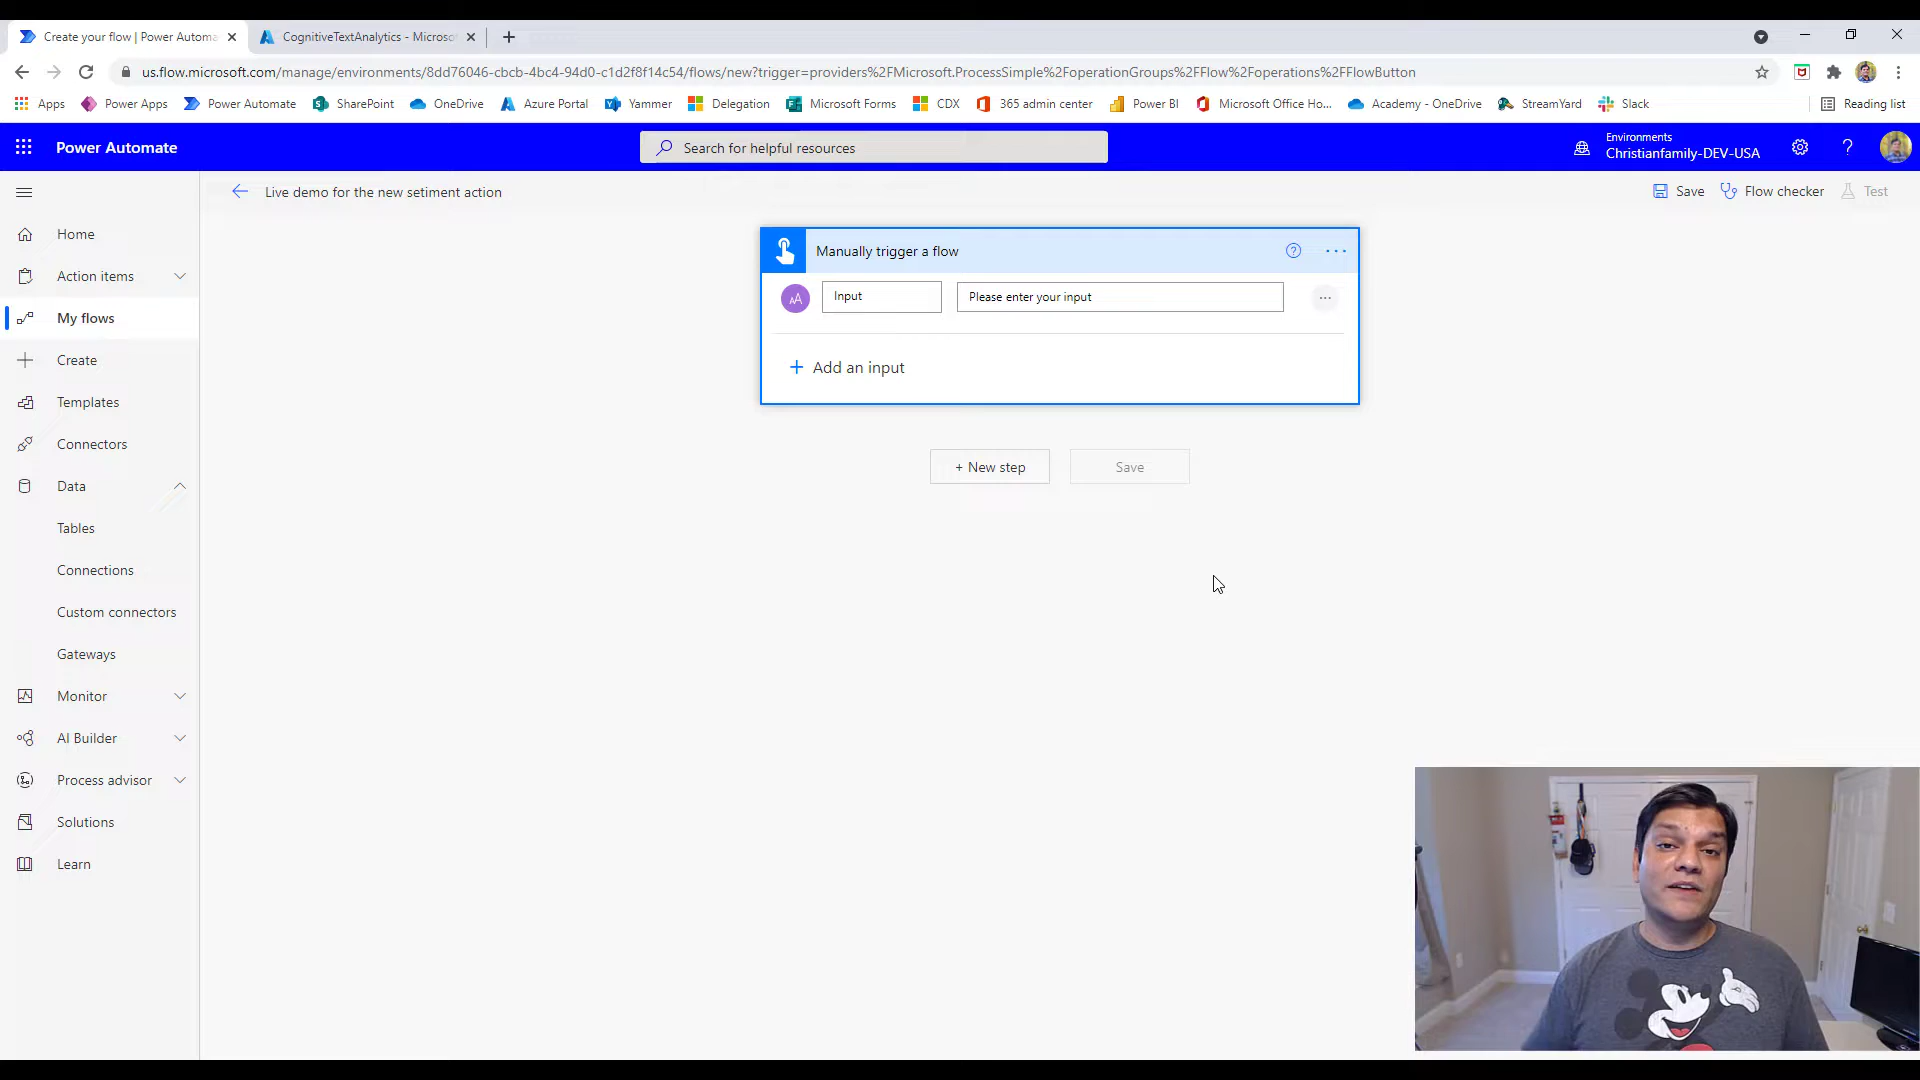 Create your flow | Power Automa
CognitiveTextAnalytics - Microso
us.flow.microsoft.com/manage/environments/8dd76046-cbcb-4bc4-94d0-c1d2f8f14c54/flows/new?trigger=providers%2FMicrosoft.ProcessSimple%2FoperationGroups%2FFlow%2Foperations%2FFlowButton
Apps Power Apps Power Automate SharePoint OneDrive Azure Portal Yammer Delegation Microsoft Forms CDX 365 admin center Power BI Microsoft Office Ho... Academy - OneDrive StreamYard Slack Reading list
Power Automate
Search for helpful resources
Environments
Christianfamily-DEV-USA
Live demo for the new setiment action
Save Flow checker Test
Home
Action items
My flows
Create
Templates
Connectors
Data
Tables
Connections
Custom connectors
Gateways
Monitor
AI Builder
Process advisor
Solutions
Learn
Manually trigger a flow
AA Input Please enter your input
+ Add an input
+ New step Save